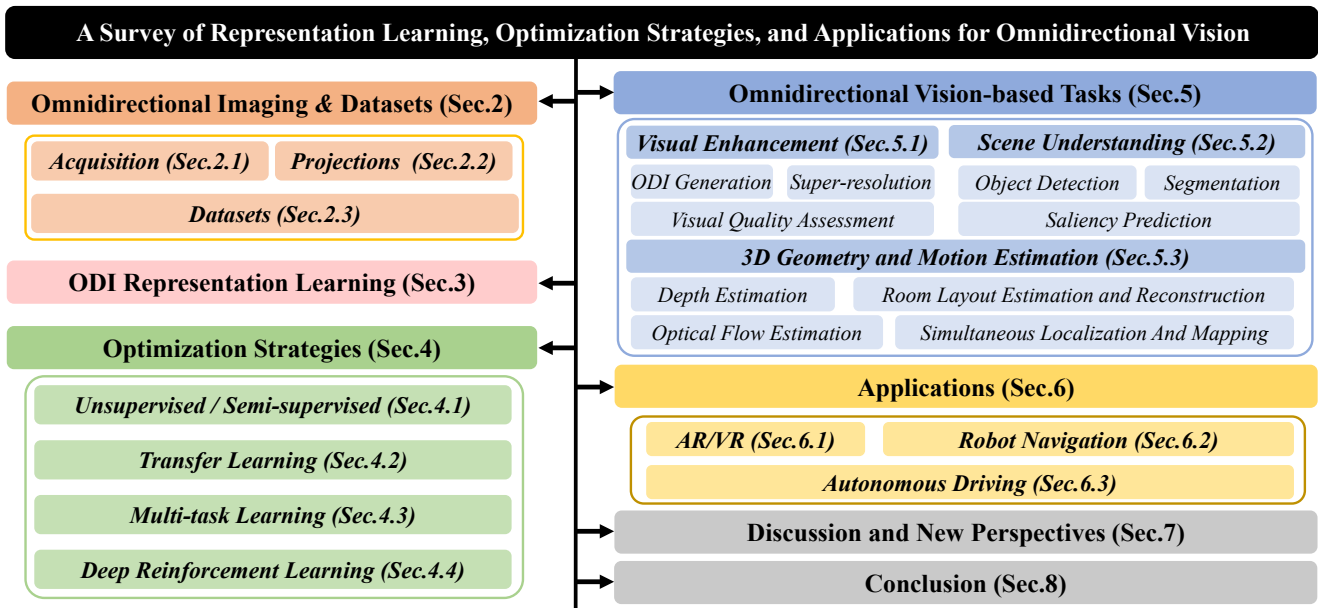 A Survey of Representation Learning, Optimization Strategies, and Applications for Omnidirectional Vision
Omnidirectional Imaging & Datasets (Sec.2)
Acquisition (Sec.2.1)
Projections (Sec.2.2)
Datasets (Sec.2.3)
ODI Representation Learning (Sec.3)
Optimization Strategies (Sec.4)
Unsupervised / Semi-supervised (Sec.4.1)
Transfer Learning (Sec.4.2)
Multi-task Learning (Sec.4.3)
Deep Reinforcement Learning (Sec.4.4)
Omnidirectional Vision-based Tasks (Sec.5)
Visual Enhancement (Sec.5.1)
ODI Generation
Super-resolution
Visual Quality Assessment
Scene Understanding (Sec.5.2)
Object Detection
Segmentation
Saliency Prediction
3D Geometry and Motion Estimation (Sec.5.3)
Depth Estimation
Room Layout Estimation and Reconstruction
Optical Flow Estimation
Simultaneous Localization And Mapping
Applications (Sec.6)
AR/VR (Sec.6.1)
Robot Navigation (Sec.6.2)
Autonomous Driving (Sec.6.3)
Discussion and New Perspectives (Sec.7)
Conclusion (Sec.8)